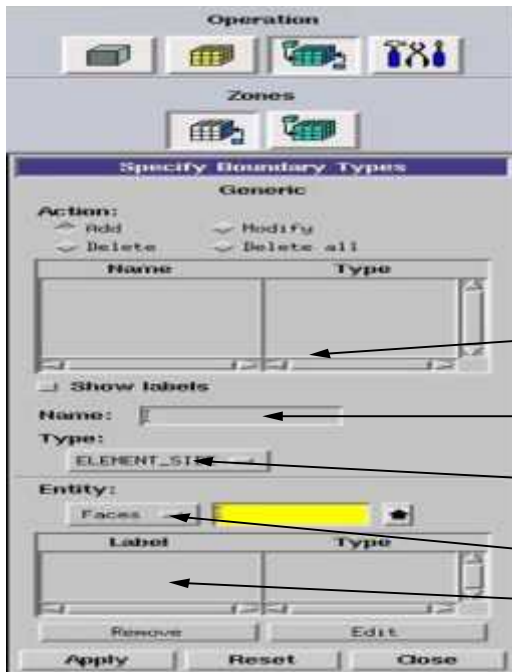 Operation
Zones
Specify Boundary Types
Generic
Action:
Add Modify
Delete Delete all
Name Type
Show labels
Name:
Type:
ELEMENT_SI
Entity:
Faces
Label Type
Remove Edit
Apply Reset Close